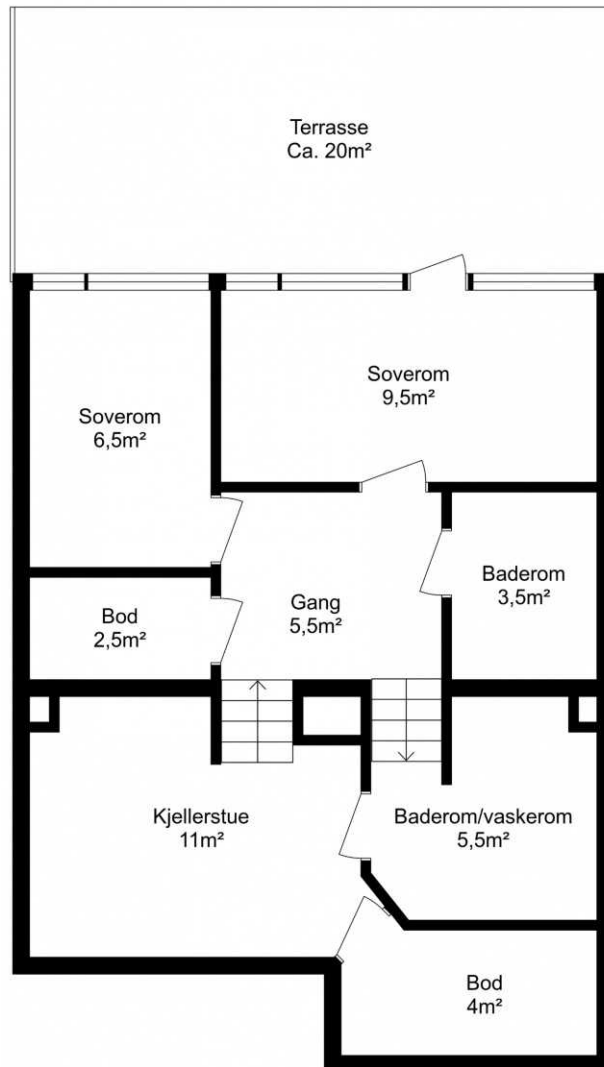 Terrasse
Ca. 20m²
Soverom
9,5m²
Soverom
6,5m²
Baderom
3,5m²
Gang
5,5m²
Bod
2,5m²
Kjellerstue
11m²
Baderom/vaskerom
5,5m²
Bod
4m²